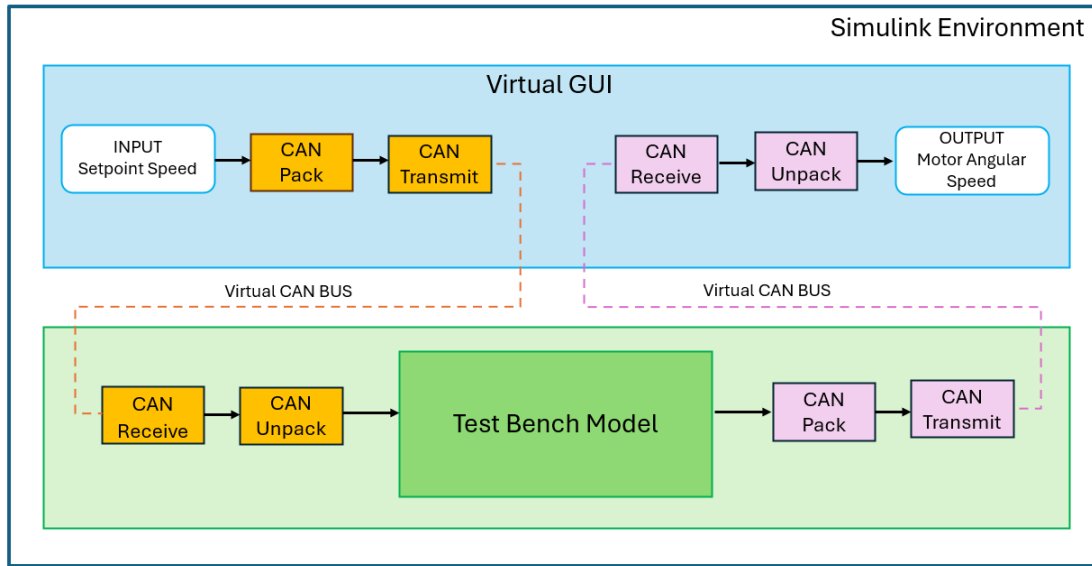 Simulink Environment
Virtual GUI
INPUT
Setpoint Speed
CAN
Pack
CAN
Transmit
CAN
Receive
CAN
Unpack
OUTPUT
Motor Angular
Speed
Virtual CAN BUS
Virtual CAN BUS
CAN
Receive
CAN
Unpack
Test Bench Model
CAN
Pack
CAN
Transmit